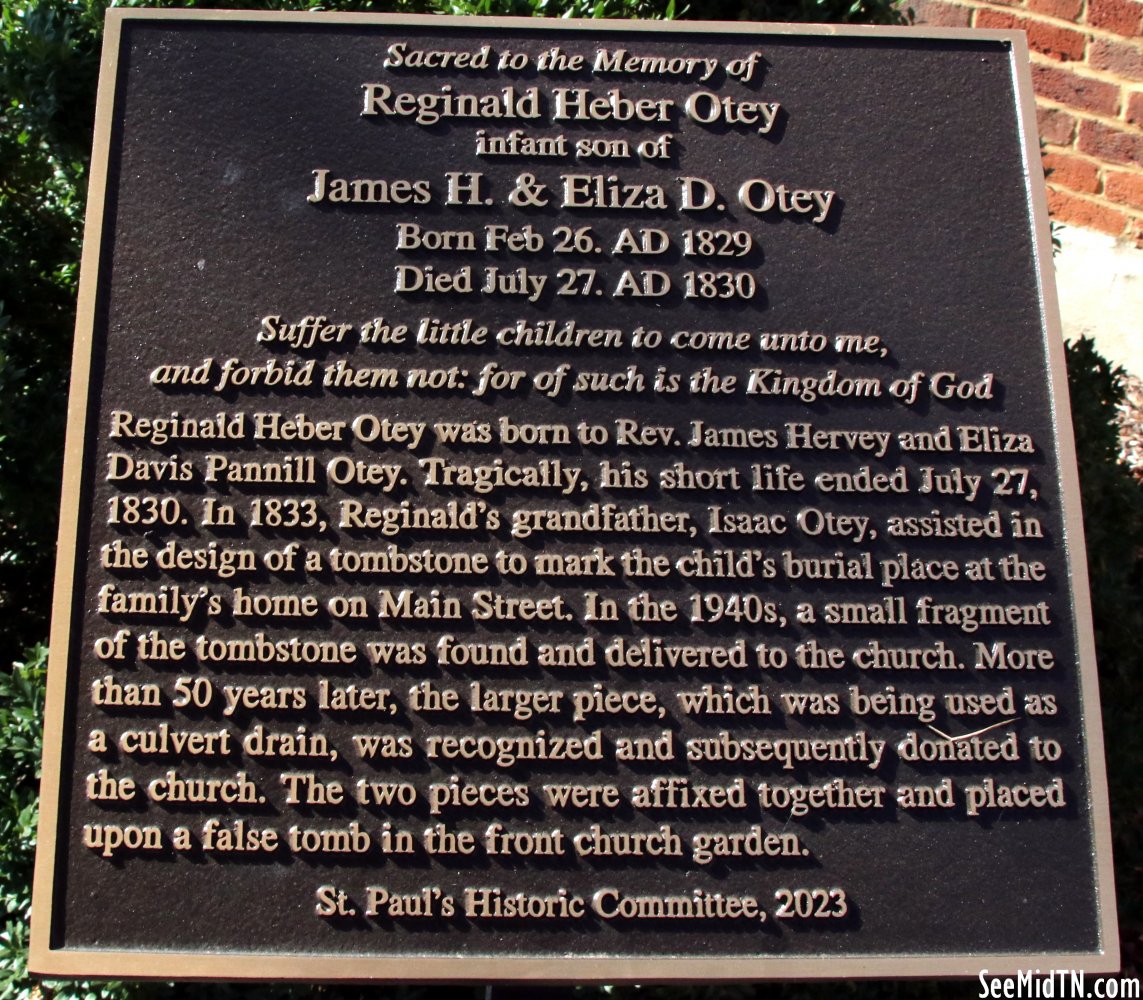 Sacred to the Memory of
Reginald Heber Otey
infant son of
James H. & Eliza D. Otey
Born Feb 26. AD 1829
Died July 27. AD 1830
Suffer the little children to come unto me,
and forbid them not: for of such is the Kingdom of God
Reginald Heber Otey was born to Rev. James Hervey and Eliza
Davis Pannill Otey. Tragically, his short life ended July 27,
1830. In 1833, Reginald's grandfather, Isaac Otey, assisted in
the design of a tombstone to mark the child's burial place at the
family's home on Main Street. In the 1940s, a small fragment
of the tombstone was found and delivered to the church. More
than 50 years later, the larger piece, which was being used as
a culvert drain, was recognized and subsequently donated to
the church. The two pieces were affixed together and placed
upon a false tomb in the front church garden.
St. Paul's Historic Committee, 2023
SeeMidTN.com